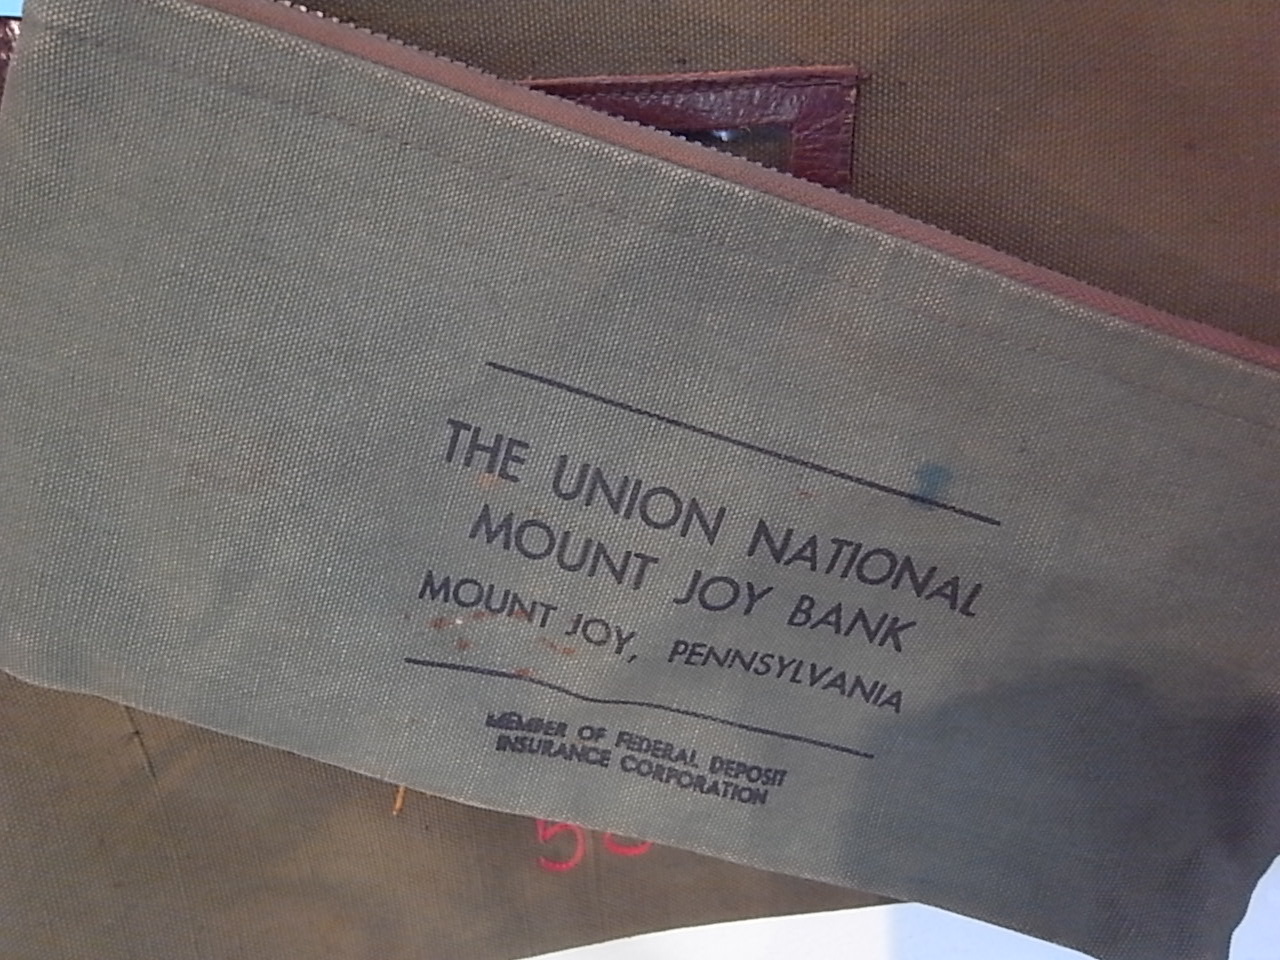 THE UNION NATIONAL
MOUNT JOY BANK
MOUNT JOY, PENNSYLVANIA
MEMBER OF FEDERAL DEPOSIT
INSURANCE CORPORATION